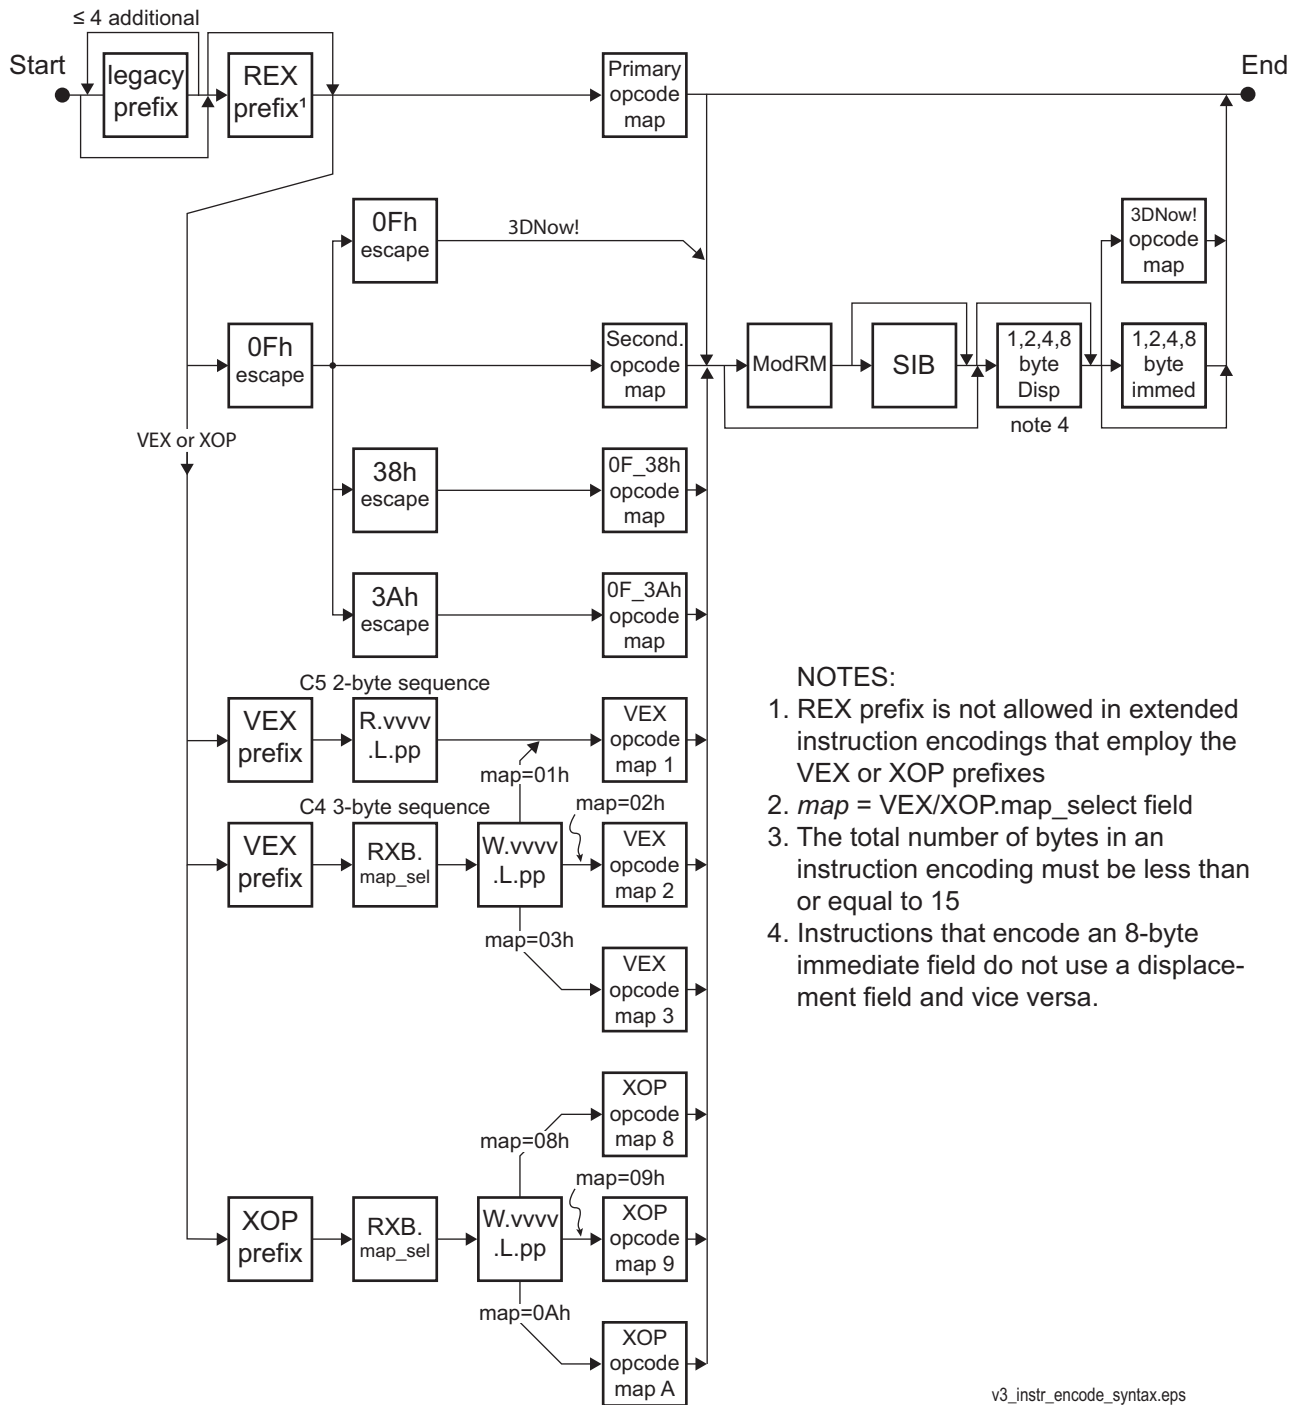 ≤ 4 additional
Start
legacy
prefix
REX
prefix¹
Primary
opcode
map
End
0Fh
escape
3DNow!
3DNow!
opcode
map
0Fh
escape
Second.
opcode
map
ModRM
SIB
1,2,4,8
byte
Disp
1,2,4,8
byte
immed
note 4
VEX or XOP
38h
escape
0F_38h
opcode
map
3Ah
escape
0F_3Ah
opcode
map
C5 2-byte sequence
VEX
prefix
R.vvvv
.L.pp
VEX
opcode
map 1
map=01h
C4 3-byte sequence
map=02h
VEX
prefix
RXB.
map_sel
W.vvvv
.L.pp
VEX
opcode
map 2
map=03h
VEX
opcode
map 3
NOTES:
1. REX prefix is not allowed in extended
instruction encodings that employ the
VEX or XOP prefixes
2. map = VEX/XOP.map_select field
3. The total number of bytes in an
instruction encoding must be less than
or equal to 15
4. Instructions that encode an 8-byte
immediate field do not use a displace-
ment field and vice versa.
XOP
opcode
map 8
map=08h
map=09h
XOP
prefix
RXB.
map_sel
W.vvvv
.L.pp
XOP
opcode
map 9
map=0Ah
XOP
opcode
map A
v3_instr_encode_syntax.eps